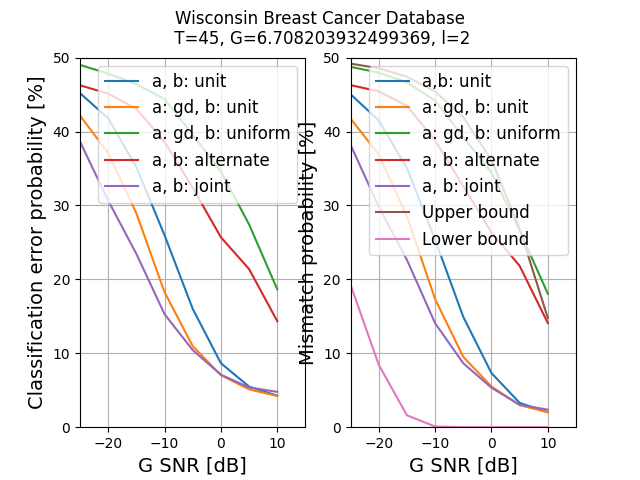 Wisconsin Breast Cancer Database
T=45, G=6.708203932499369, l=2
Classification error probability [%]
50
40
30
20
10
0
−20
−10
0
10
G SNR [dB]
a, b: unit
a: gd, b: unit
a: gd, b: uniform
a, b: alternate
a, b: joint
Mismatch probability [%]
50
40
30
20
10
0
−20
−10
0
10
G SNR [dB]
a,b: unit
a: gd, b: unit
a: gd, b: uniform
a, b: alternate
a, b: joint
Upper bound
Lower bound